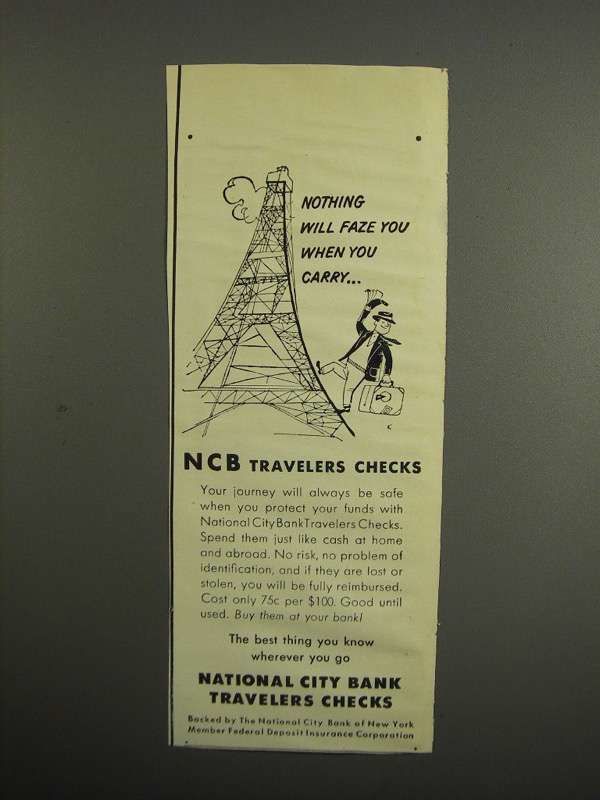 NOTHING
WILL FAZE YOU
WHEN YOU
CARRY...
K
NCB TRAVELERS CHECKS
Your journey will always be safe
when you protect your funds with
National City Bank Travelers Checks.
Spend them just like cash at home
and abroad. No risk, no problem of
identification, and if they are lost or
stolen, you will be fully reimbursed.
Cost only 75c per $100. Good until
used. Buy them at your bank!
The best thing you know
wherever you go
NATIONAL CITY BANK
TRAVELERS CHECKS
Backed by The National City Bank of New York
Member Federal Deposit Insurance Corporation